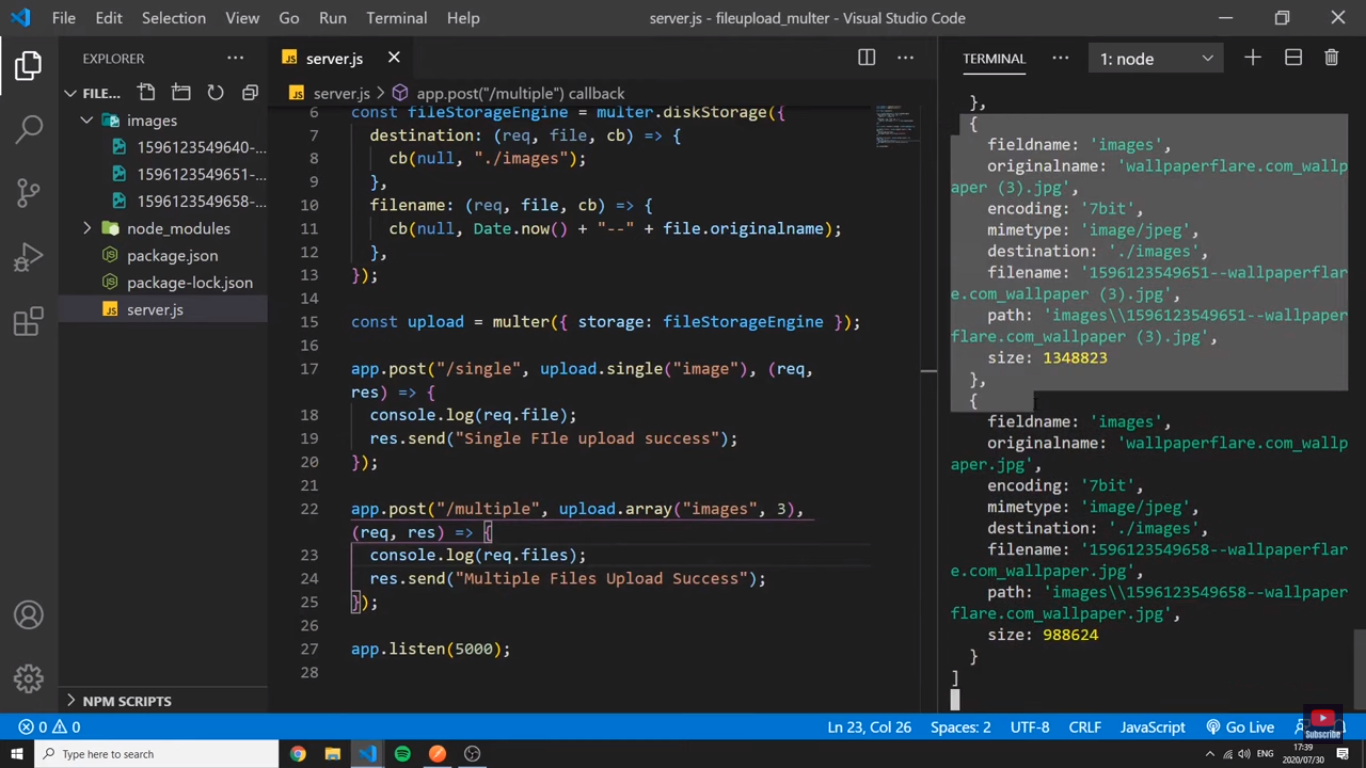 File Edit Selection View Go Run Terminal Help
server.js - fileupload_multer - Visual Studio Code
EXPLORER
FILE...
images
1596123549640-...
1596123549651-...
1596123549658-...
node_modules
package.json
package-lock.json
server.js
NPM SCRIPTS
server.js
server.js > app.post("/multiple") callback
6 const fileStorageEngine = multer.diskStorage({
7 destination: (req, file, cb) => {
8 cb(null, "./images");
9 },
10 filename: (req, file, cb) => {
11 cb(null, Date.now() + "--" + file.originalname);
12 },
13 });
14
15 const upload = multer({ storage: fileStorageEngine });
16
17 app.post("/single", upload.single("image"), (req,
res) => {
18 console.log(req.file);
19 res.send("Single FIle upload success");
20 });
21
22 app.post("/multiple", upload.array("images", 3),
(req, res) => {
23 console.log(req.files);
24 res.send("Multiple Files Upload Success");
25 });
26
27 app.listen(5000);
28
TERMINAL
1: node
},
{
fieldname: 'images',
originalname: 'wallpaperflare.com_wallp
aper (3).jpg',
encoding: '7bit',
mimetype: 'image/jpeg',
destination: './images',
filename: '1596123549651--wallpaperflar
e.com_wallpaper (3).jpg',
path: 'images\\1596123549651--wallpaper
flare.com_wallpaper (3).jpg',
size: 1348823
},
{
fieldname: 'images',
originalname: 'wallpaperflare.com_wallp
aper.jpg',
encoding: '7bit',
mimetype: 'image/jpeg',
destination: './images',
filename: '1596123549658--wallpaperflar
e.com_wallpaper.jpg',
path: 'images\\1596123549658--wallpaper
flare.com_wallpaper.jpg',
size: 988624
}
]
0 0
Ln 23, Col 26 Spaces: 2 UTF-8 CRLF JavaScript Go Live
Subscribe
Type here to search
ENG
17:39
2020/07/30